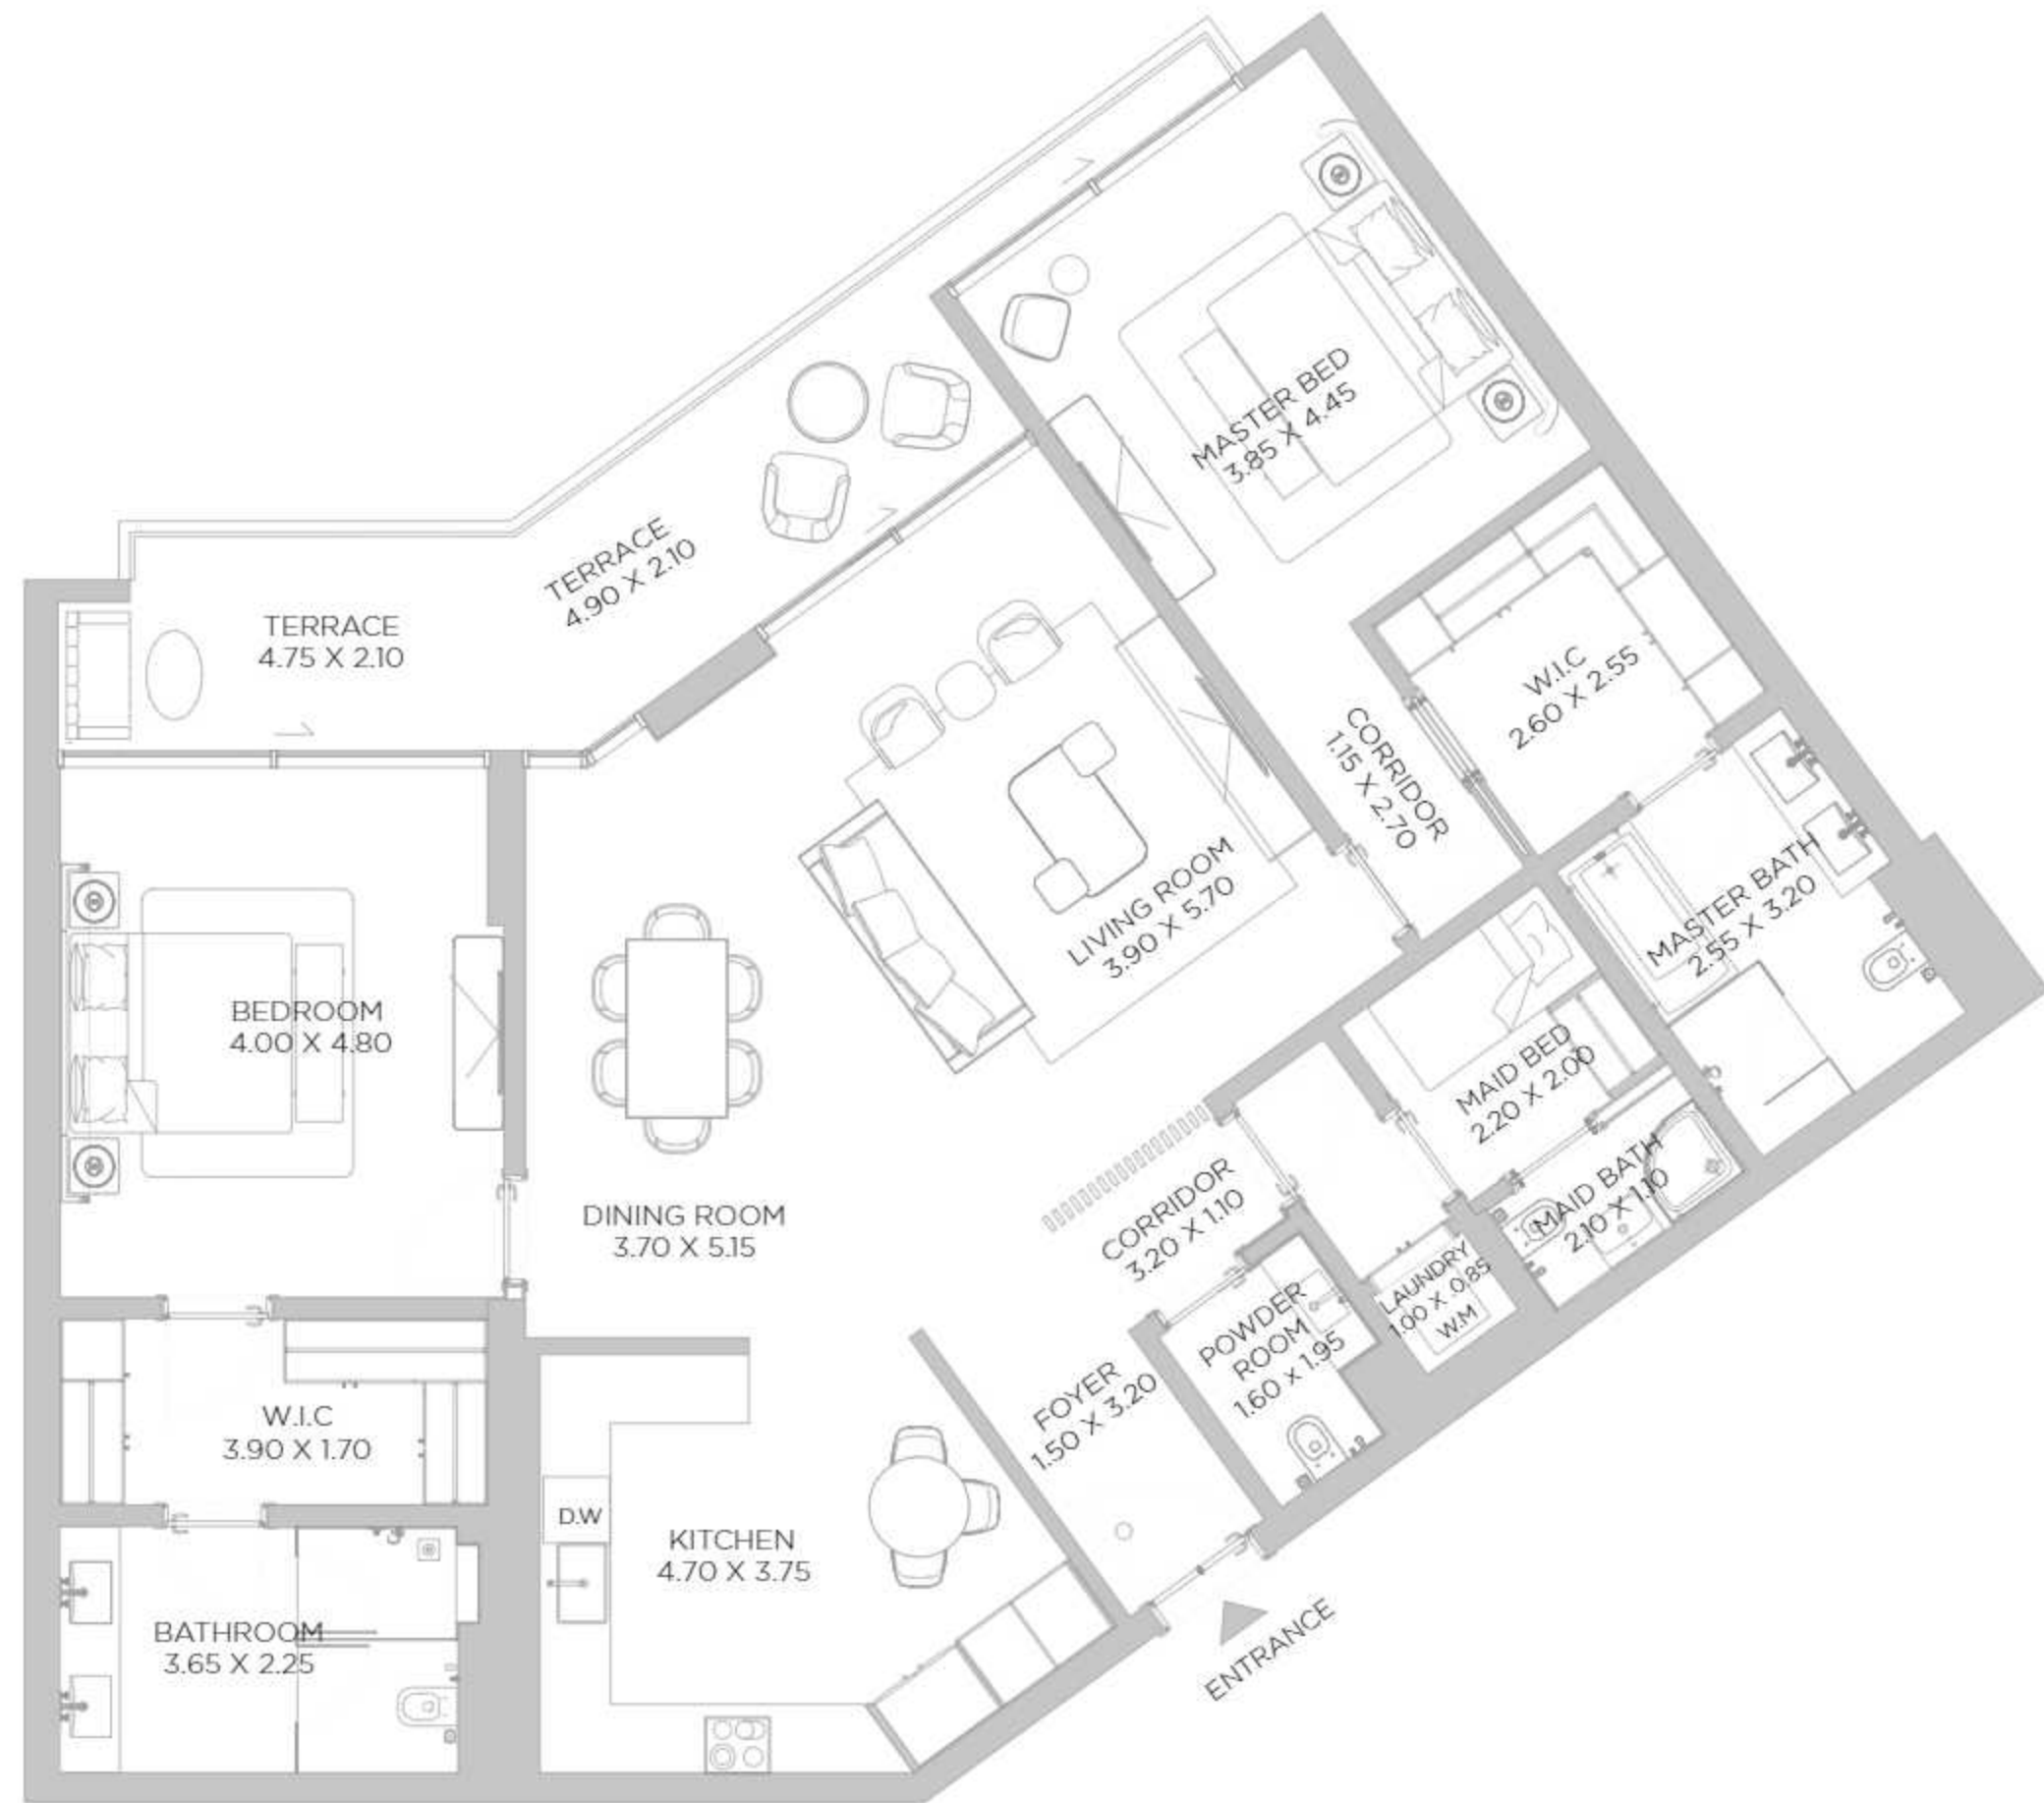 MASTER BED
3.85 X 4.45
TERRACE
4.90 X 2.10
TERRACE
4.75 X 2.10
W.I.C
2.60 X 2.55
CORRIDOR
1.15 X 2.70
LIVING ROOM
3.90 X 5.70
MASTER BATH
2.55 X 3.20
BEDROOM
4.00 X 4.80
MAID BED
2.20 X 2.00
MAID BATH
2.10 X 1.10
DINING ROOM
3.70 X 5.15
CORRIDOR
3.20 X 1.10
LAUNDRY
1.00 X .0.85
W.M
POWDER
ROOM
1.60 x 1.95
FOYER
1.50 X 3.20
W.I.C
3.90 X 1.70
D.W
KITCHEN
4.70 X 3.75
BATHROOM
3.65 X 2.25
ENTRANCE